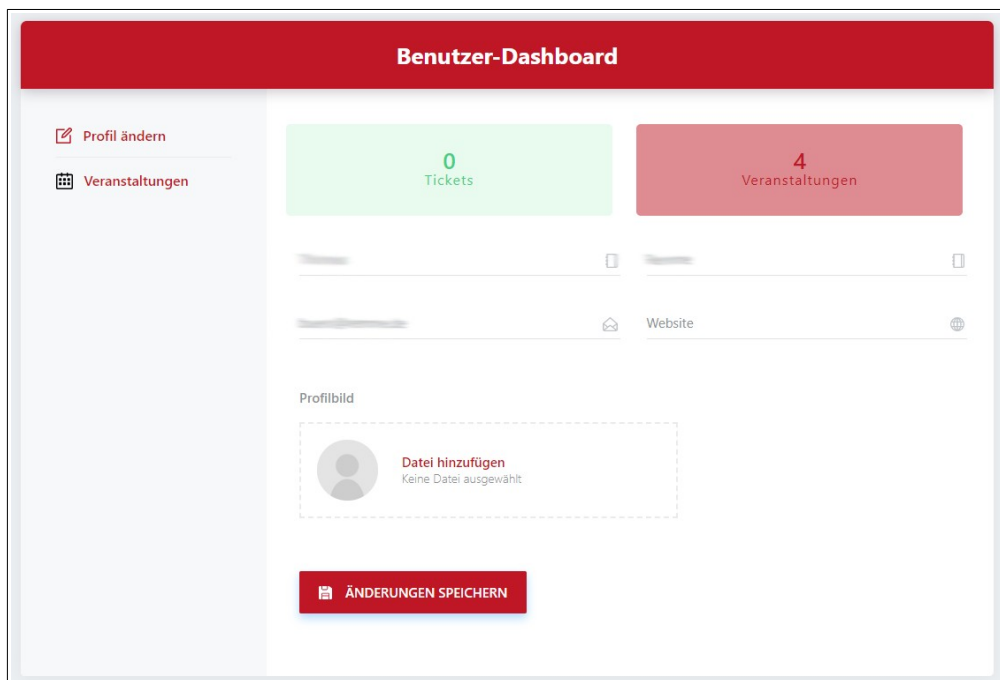 Benutzer-Dashboard
Profil ändern
Veranstaltungen
0
Tickets
4
Veranstaltungen
Website
Profilbild
Datei hinzufügen
Keine Datei ausgewählt
ÄNDERUNGEN SPEICHERN